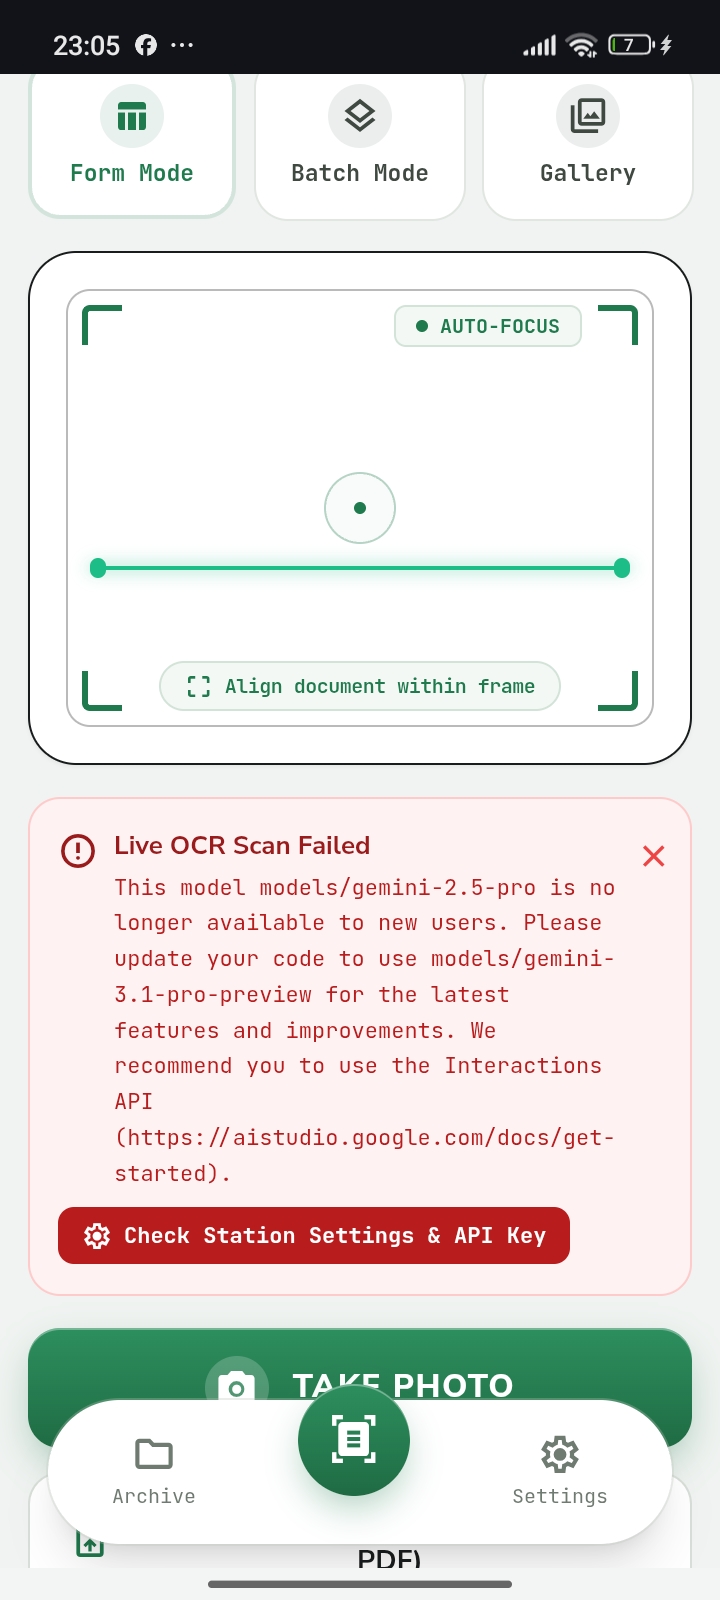 23:05
7
Form Mode
Batch Mode
Gallery
AUTO-FOCUS
Align document within frame
Live OCR Scan Failed
This model models/gemini-2.5-pro is no
longer available to new users. Please
update your code to use models/gemini-
3.1-pro-preview for the latest
features and improvements. We
recommend you to use the Interactions
API
(https://aistudio.google.com/docs/get-
started).
Check Station Settings & API Key
TAKE PHOTO
Archive
Settings
PDF)